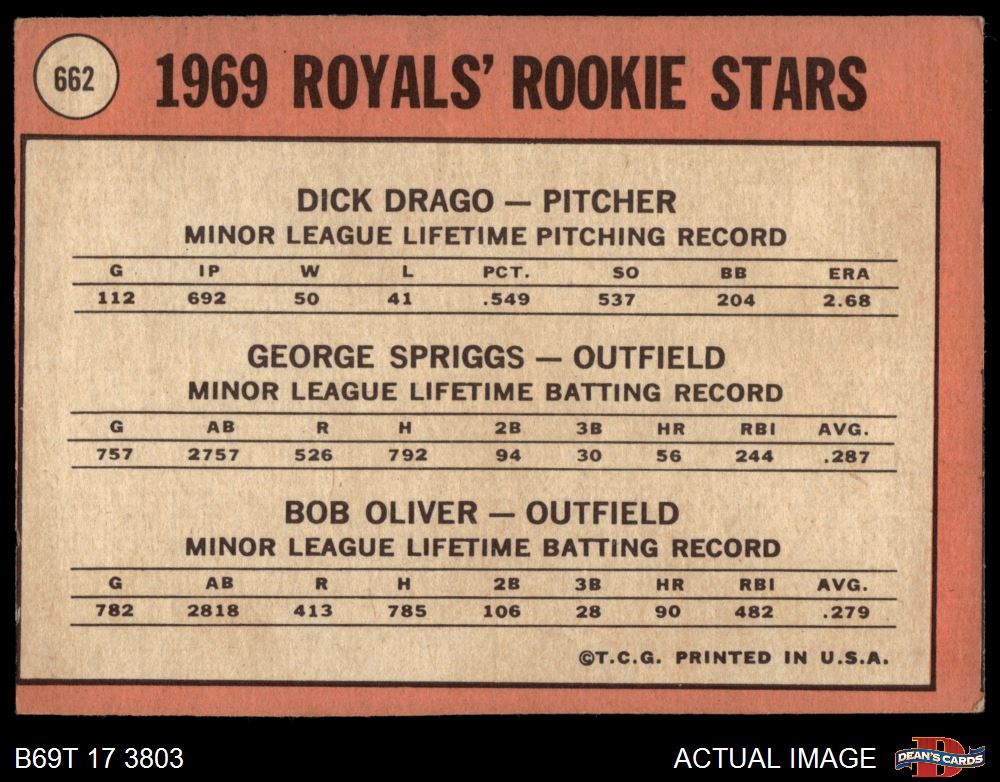 662
1969 ROYALS' ROOKIE STARS
DICK DRAGO — PITCHER
MINOR LEAGUE LIFETIME PITCHING RECORD
G IP W L PCT. SO BB ERA
112 692 50 41 .549 537 204 2.68
GEORGE SPRIGGS — OUTFIELD
MINOR LEAGUE LIFETIME BATTING RECORD
G AB R H 2B 3B HR RBI AVG.
757 2757 526 792 94 30 56 244 .287
BOB OLIVER — OUTFIELD
MINOR LEAGUE LIFETIME BATTING RECORD
G AB R H 2B 3B HR RBI AVG.
782 2818 413 785 106 28 90 482 .279
©T.C.G. PRINTED IN U.S.A.
B69T 17 3803
ACTUAL IMAGE
D
DEAN'S CARDS